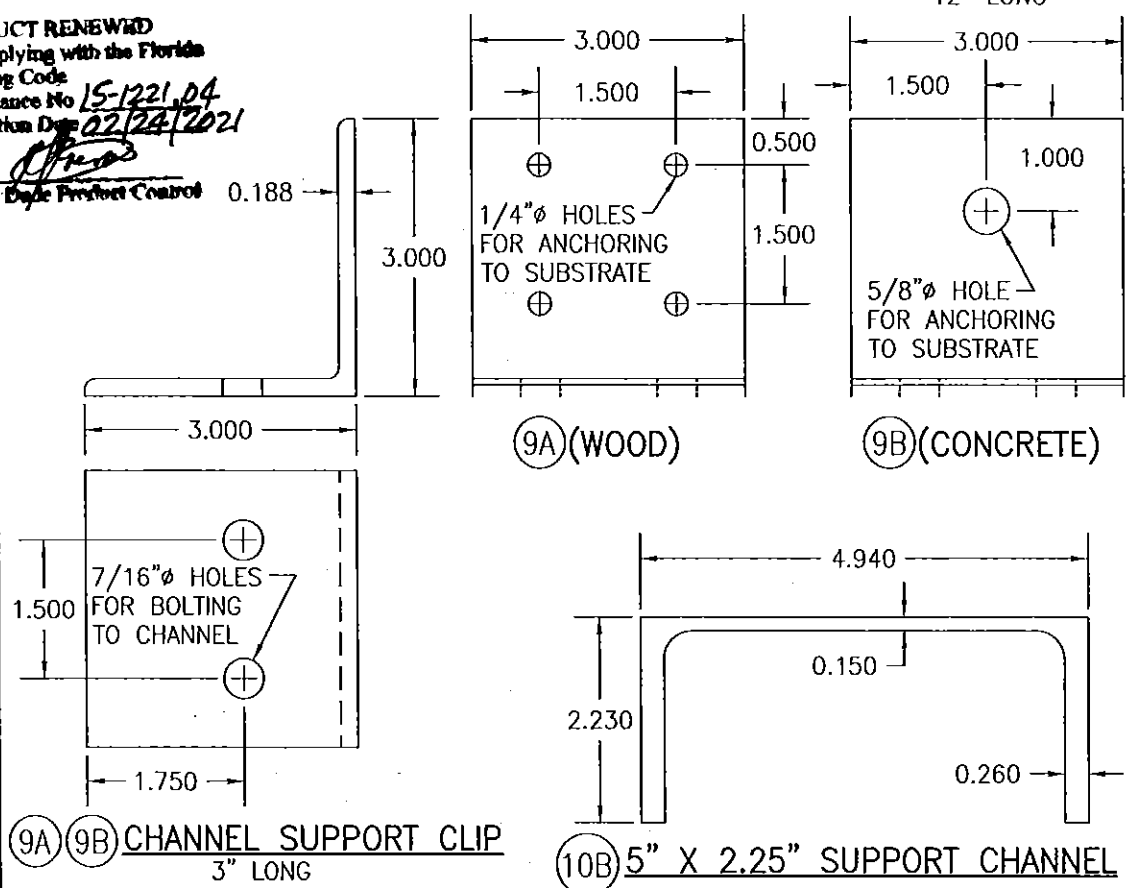 UCT RENEWED
plying with the Florida
ng Code
ance No 15-1221.04
tion Date 02/24/2021
Dade Product Control
12" LONG
0.188
3.000
3.000
3.000
1.500
0.500
1.500
1/4"ø HOLES
FOR ANCHORING
TO SUBSTRATE
9A (WOOD)
3.000
1.500
1.000
5/8"ø HOLE
FOR ANCHORING
TO SUBSTRATE
9B (CONCRETE)
1.500
7/16"ø HOLES
FOR BOLTING
TO CHANNEL
1.750
9A 9B CHANNEL SUPPORT CLIP
3" LONG
4.940
0.150
2.230
0.260
10B 5" X 2.25" SUPPORT CHANNEL